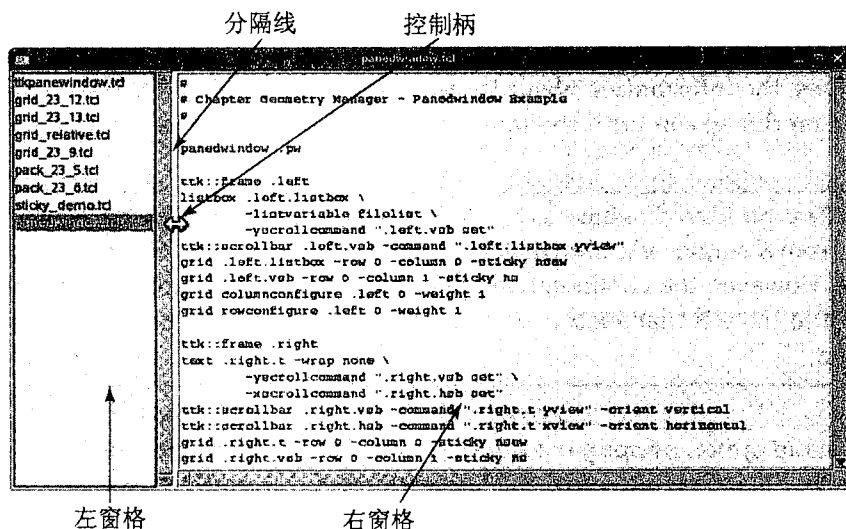 分隔线 控制柄
panedwindow.tcl
ttkpanewindow.tcl
grid_23_12.tcl
grid_23_13.tcl
grid_relative.tcl
grid_23_9.tcl
pack_23_5.tcl
pack_23_6.tcl
sticky_demo.tcl
#
# Chapter Geometry Manager - Panedwindow Example
#
panedwindow .pw
ttk::frame .left
listbox .left.listbox \
-listvariable filelist \
-yscrollcommand ".left.vsb set"
ttk::scrollbar .left.vsb -command ".left.listbox yview"
grid .left.listbox -row 0 -column 0 -sticky nsew
grid .left.vsb -row 0 -column 1 -sticky ns
grid columnconfigure .left 0 -weight 1
grid rowconfigure .left 0 -weight 1
ttk::frame .right
text .right.t -wrap none \
-yscrollcommand ".right.vsb set" \
-xscrollcommand ".right.hsb set"
ttk::scrollbar .right.vsb -command ".right.t yview" -orient vertical
ttk::scrollbar .right.hsb -command ".right.t xview" -orient horizontal
grid .right.t -row 0 -column 0 -sticky nsew
grid .right.vsb -row 0 -column 1 -sticky ns
左窗格 右窗格